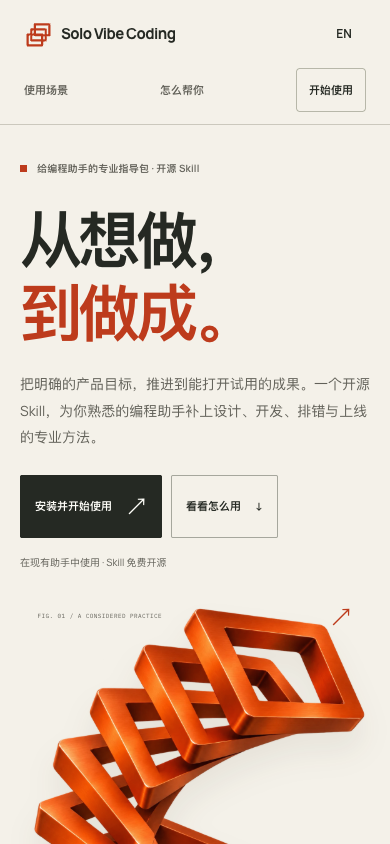 Solo Vibe Coding
EN
使用场景
怎么帮你
开始使用
给编程助手的专业指导包 · 开源 Skill
从想做，
到做成。
把明确的产品目标，推进到能打开试用的成果。一个开源
Skill，为你熟悉的编程助手补上设计、开发、排错与上线
的专业方法。
安装并开始使用
看看怎么用 ↓
在现有助手中使用 · Skill 免费开源
FIG. 01 / A CONSIDERED PRACTICE